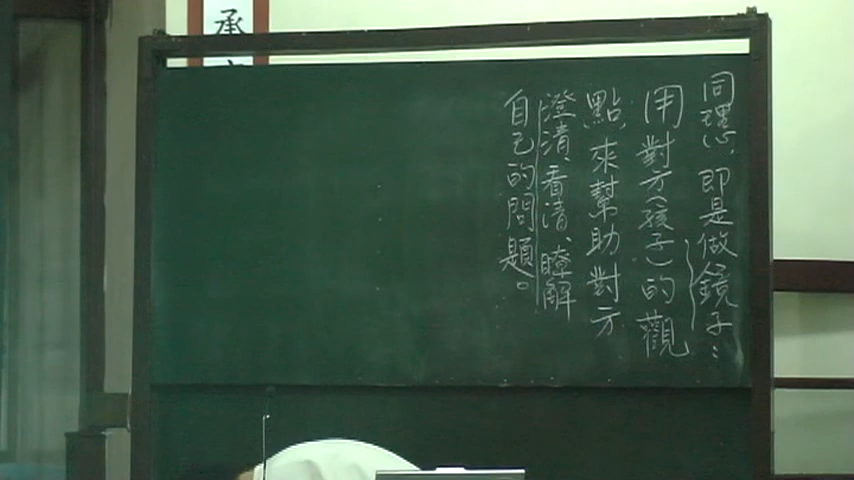 同理心,即是做鏡子:
用對方(孩子)的觀
點,來幫助對方
澄清、看清、瞭解
自己的問題。
承